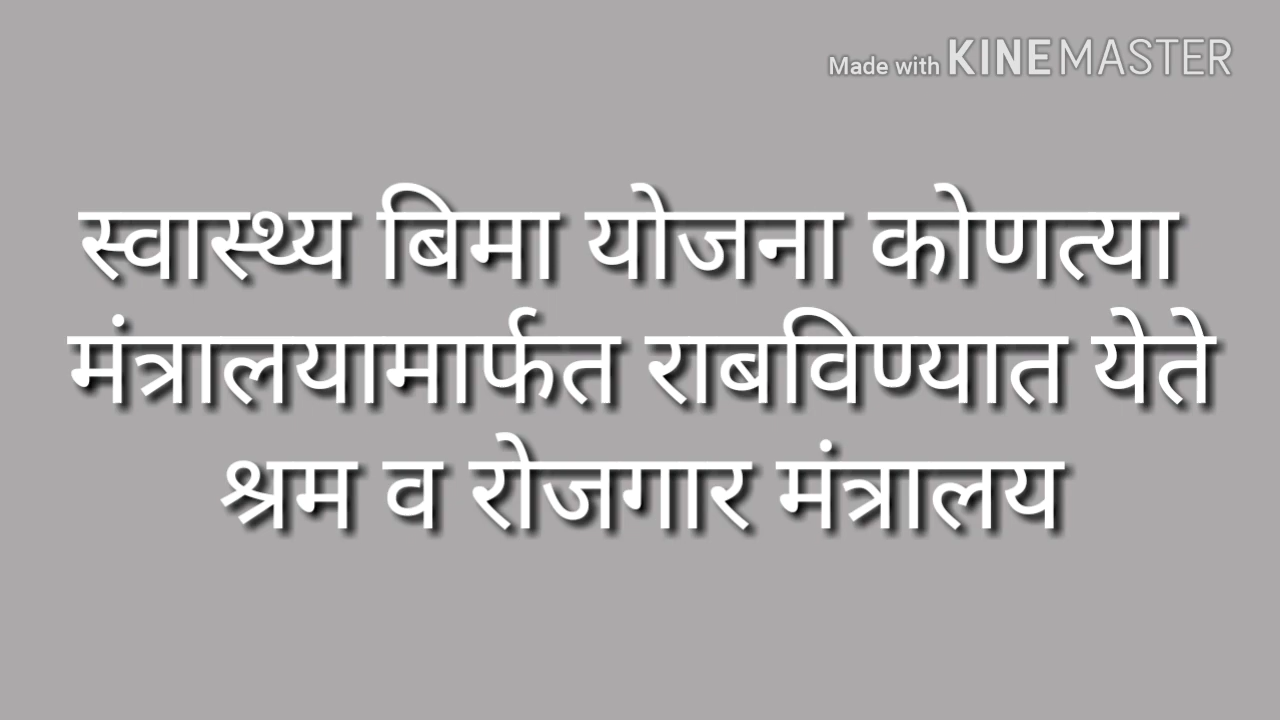 Made with KINEMASTER
स्वास्थ्य बिमा योजना कोणत्या
मंत्रालयामार्फत राबविण्यात येते
श्रम व रोजगार मंत्रालय